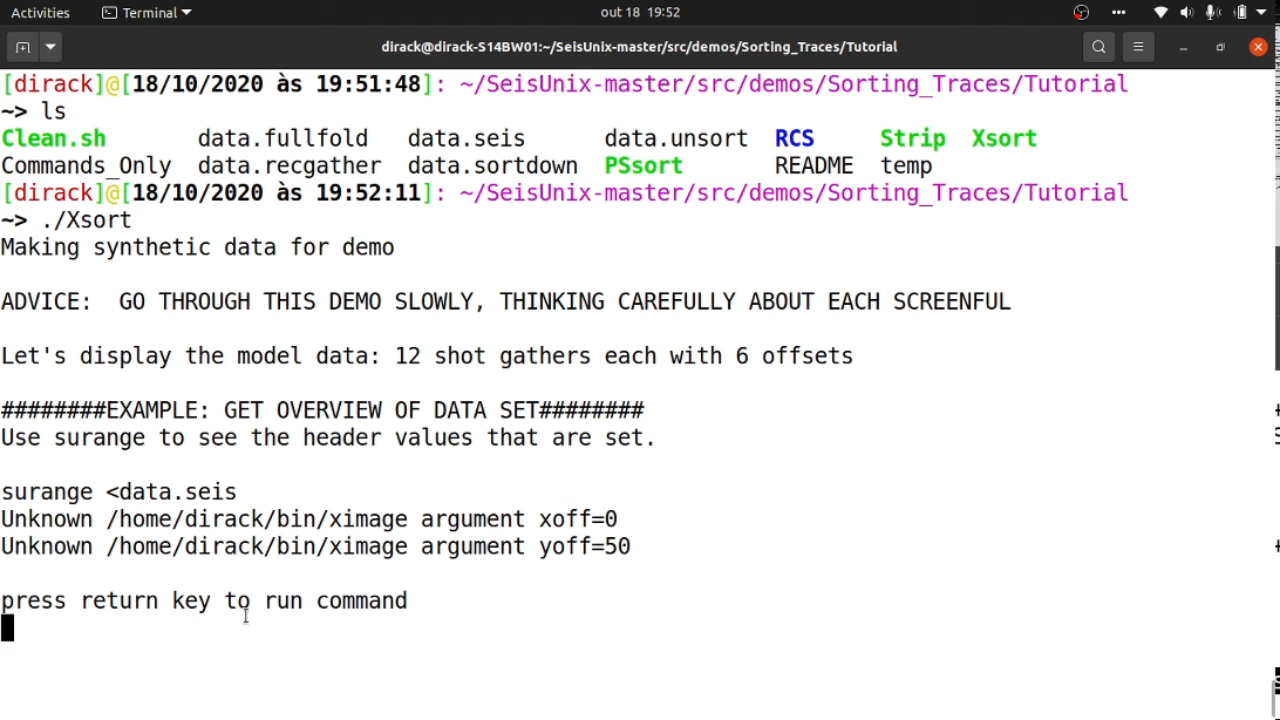 Activities
Terminal
out 18 19:52
dirack@dirack-S14BW01:~/SeisUnix-master/src/demos/Sorting_Traces/Tutorial
[dirack]@[18/10/2020 às 19:51:48]: ~/SeisUnix-master/src/demos/Sorting_Traces/Tutorial
~> ls
Clean.sh data.fullfold data.seis data.unsort RCS Strip Xsort
Commands_Only data.recgather data.sortdown PSsort README temp
[dirack]@[18/10/2020 às 19:52:11]: ~/SeisUnix-master/src/demos/Sorting_Traces/Tutorial
~> ./Xsort
Making synthetic data for demo
ADVICE: GO THROUGH THIS DEMO SLOWLY, THINKING CAREFULLY ABOUT EACH SCREENFUL
Let's display the model data: 12 shot gathers each with 6 offsets
########EXAMPLE: GET OVERVIEW OF DATA SET########
Use surange to see the header values that are set.
surange <data.seis
Unknown /home/dirack/bin/ximage argument xoff=0
Unknown /home/dirack/bin/ximage argument yoff=50
press return key to run command